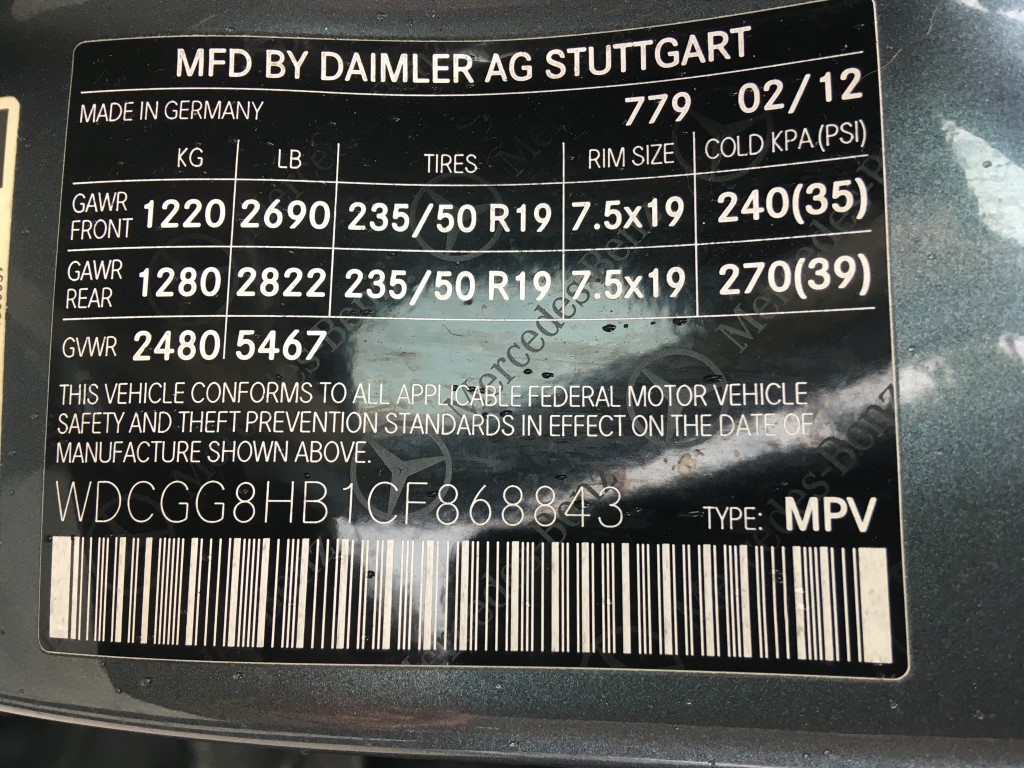 MFD BY DAIMLER AG STUTTGART
MADE IN GERMANY 779 02/12
KG LB TIRES RIM SIZE COLD KPA (PSI)
GAWR FRONT 1220 2690 235/50 R19 7.5x19 240(35)
GAWR REAR 1280 2822 235/50 R19 7.5x19 270(39)
GVWR 2480 5467
THIS VEHICLE CONFORMS TO ALL APPLICABLE FEDERAL MOTOR VEHICLE
SAFETY AND THEFT PREVENTION STANDARDS IN EFFECT ON THE DATE OF
MANUFACTURE SHOWN ABOVE.
WDCGG8HB1CF868843 TYPE: MPV
Mercedes-Benz